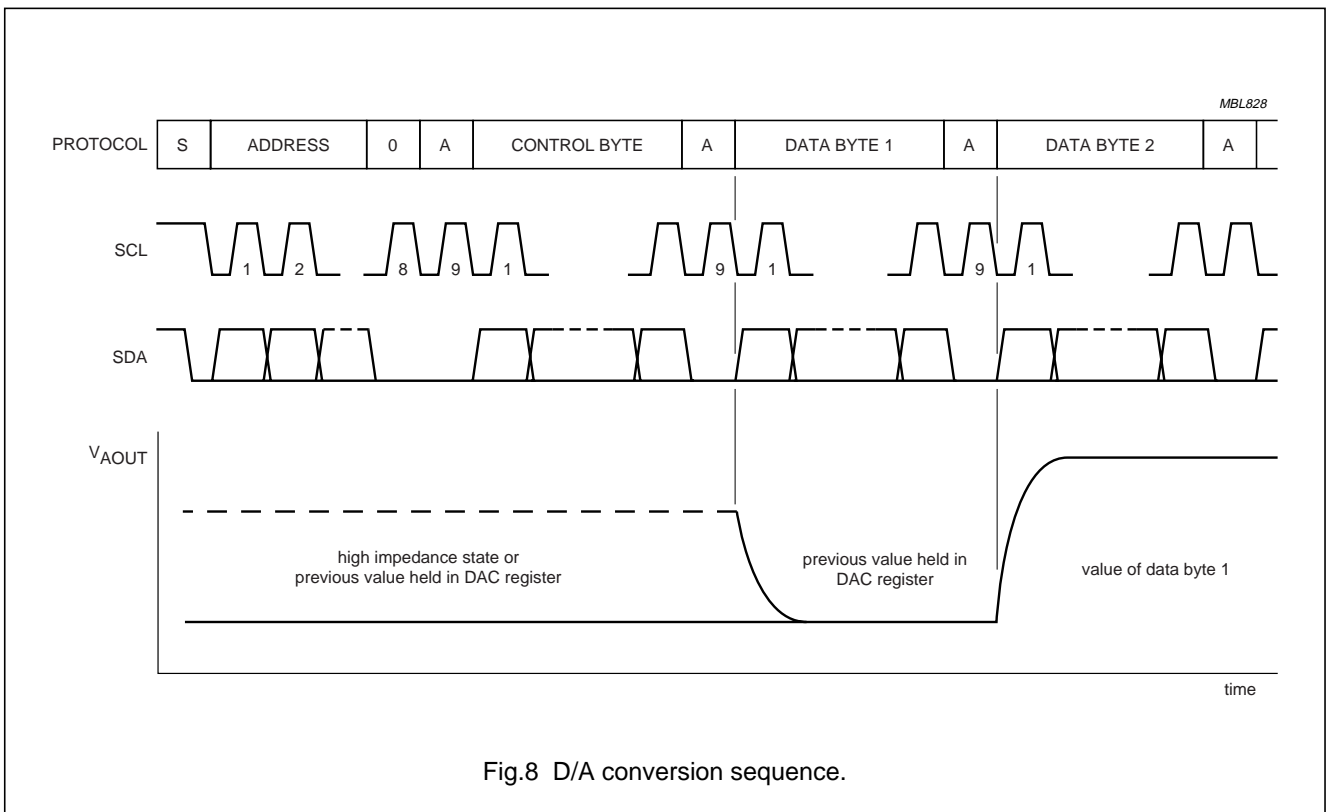 MBL828
PROTOCOL S ADDRESS 0 A CONTROL BYTE A DATA BYTE 1 A DATA BYTE 2 A
SCL 1 2 8 9 1 9 1 9 1
SDA
VAOUT
high impedance state or
previous value held in DAC register
previous value held in
DAC register
value of data byte 1
time
Fig.8 D/A conversion sequence.